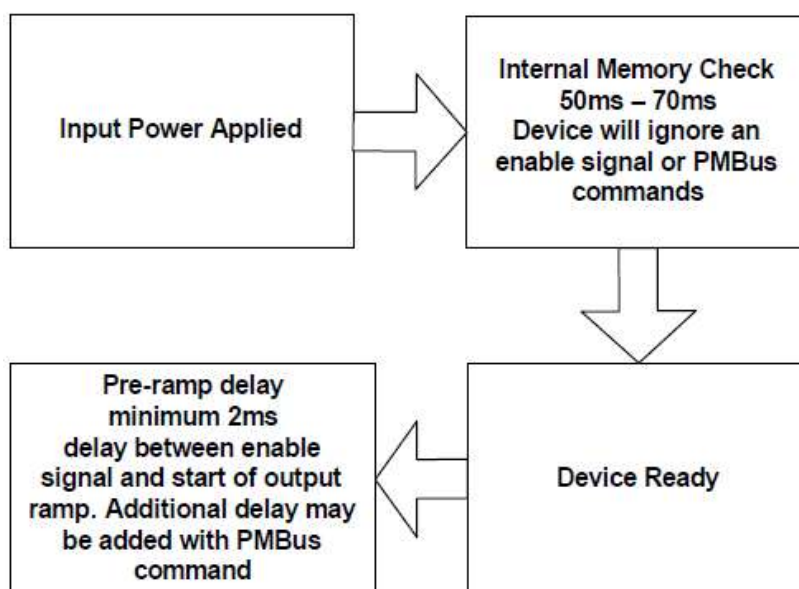 Input Power Applied
Internal Memory Check
50ms – 70ms
Device will ignore an
enable signal or PMBus
commands
Device Ready
Pre-ramp delay
minimum 2ms
delay between enable
signal and start of output
ramp. Additional delay may
be added with PMBus
command